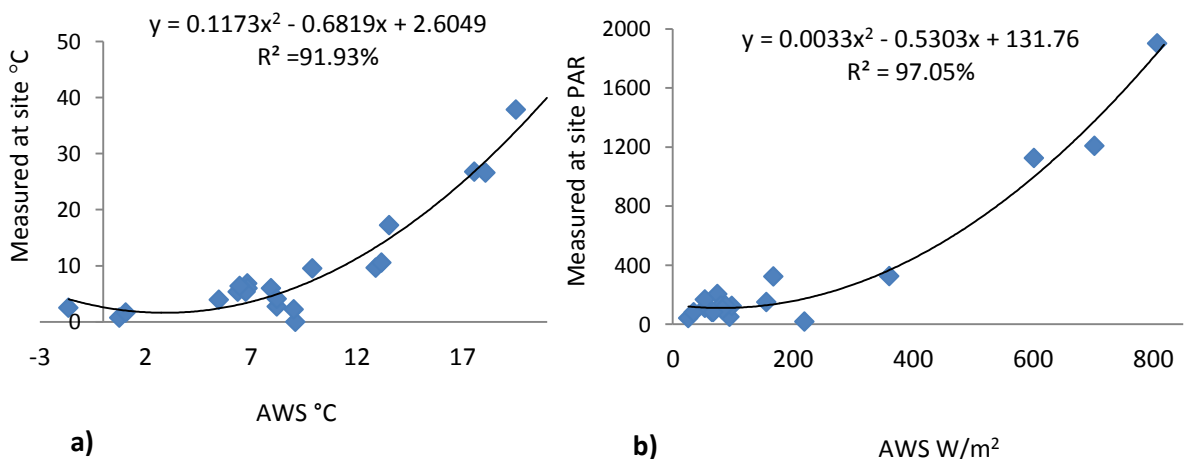 y = 0.1173x² - 0.6819x + 2.6049
R² =91.93%
Measured at site °C
50
40
30
20
10
0
-3 2 7 12 17
AWS °C
a)
y = 0.0033x² - 0.5303x + 131.76
R² = 97.05%
Measured at site PAR
2000
1600
1200
800
400
0
0 200 400 600 800
AWS W/m²
b)